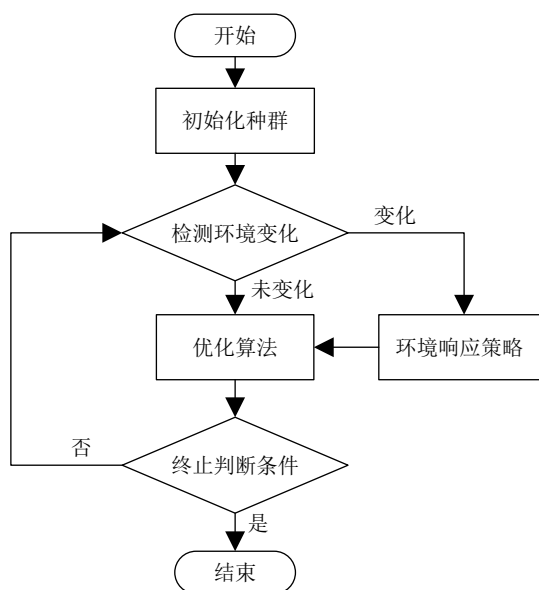 开始
初始化种群
检测环境变化
变化
未变化
优化算法
环境响应策略
否
终止判断条件
是
结束